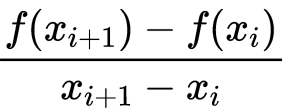 f(x_{i+1}) − f(x_i)
x_{i+1} − x_i